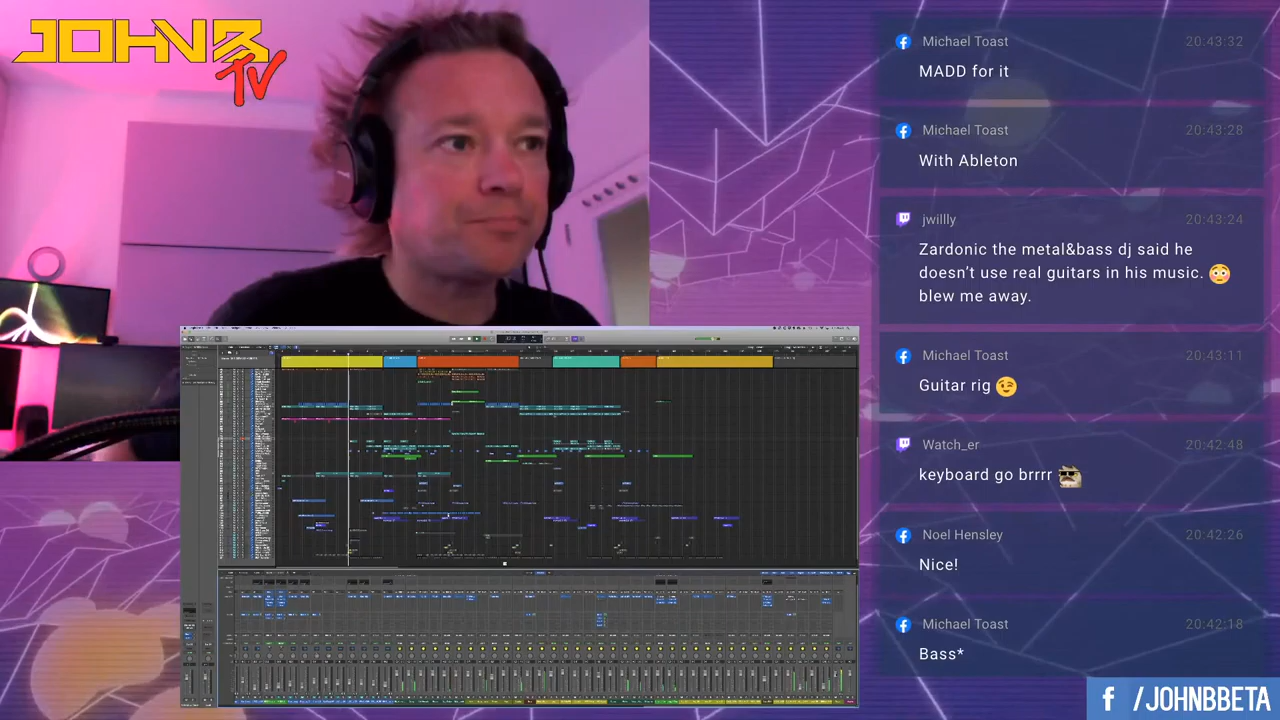 JOHN B
TV
Michael Toast
20:43:32
MADD for it
Michael Toast
20:43:28
With Ableton
jwillly
20:43:24
Zardonic the metal&bass dj said he
doesn't use real guitars in his music. 😳
blew me away.
Michael Toast
20:43:11
Guitar rig 😉
Watch_er
20:42:48
keyboard go brrrr
Noel Hensley
20:42:26
Nice!
Michael Toast
20:42:18
Bass*
f /JOHNBBETA